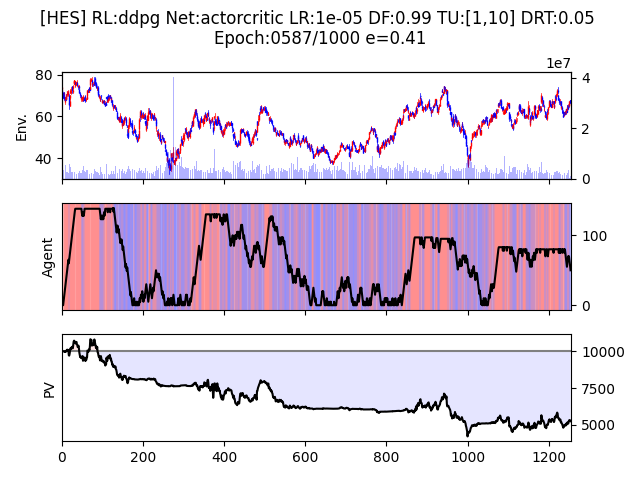 [HES] RL:ddpg Net:actorcritic LR:1e-05 DF:0.99 TU:[1,10] DRT:0.05
Epoch:0587/1000 e=0.41
1e7
80
60
40
Env.
4
2
0
Agent
100
0
PV
10000
7500
5000
0 200 400 600 800 1000 1200